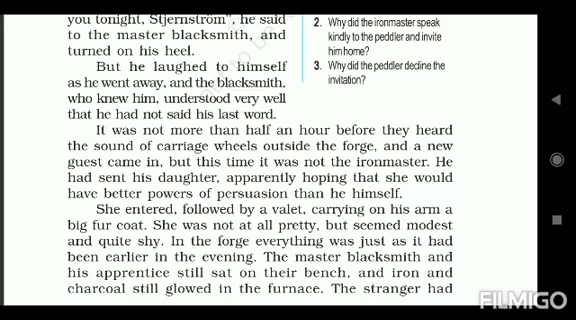 you tonight, Stjernström", he said
to the master blacksmith, and
turned on his heel.
But he laughed to himself
as he went away, and the blacksmith,
who knew him, understood very well
that he had not said his last word.
It was not more than half an hour before they heard
the sound of carriage wheels outside the forge, and a new
guest came in, but this time it was not the ironmaster. He
had sent his daughter, apparently hoping that she would
have better powers of persuasion than he himself.
She entered, followed by a valet, carrying on his arm a
big fur coat. She was not at all pretty, but seemed modest
and quite shy. In the forge everything was just as it had
been earlier in the evening. The master blacksmith and
his apprentice still sat on their bench, and iron and
charcoal still glowed in the furnace. The stranger had
2. Why did the ironmaster speak
kindly to the peddler and invite
him home?
3. Why did the peddler decline the
invitation?
FILMIGO